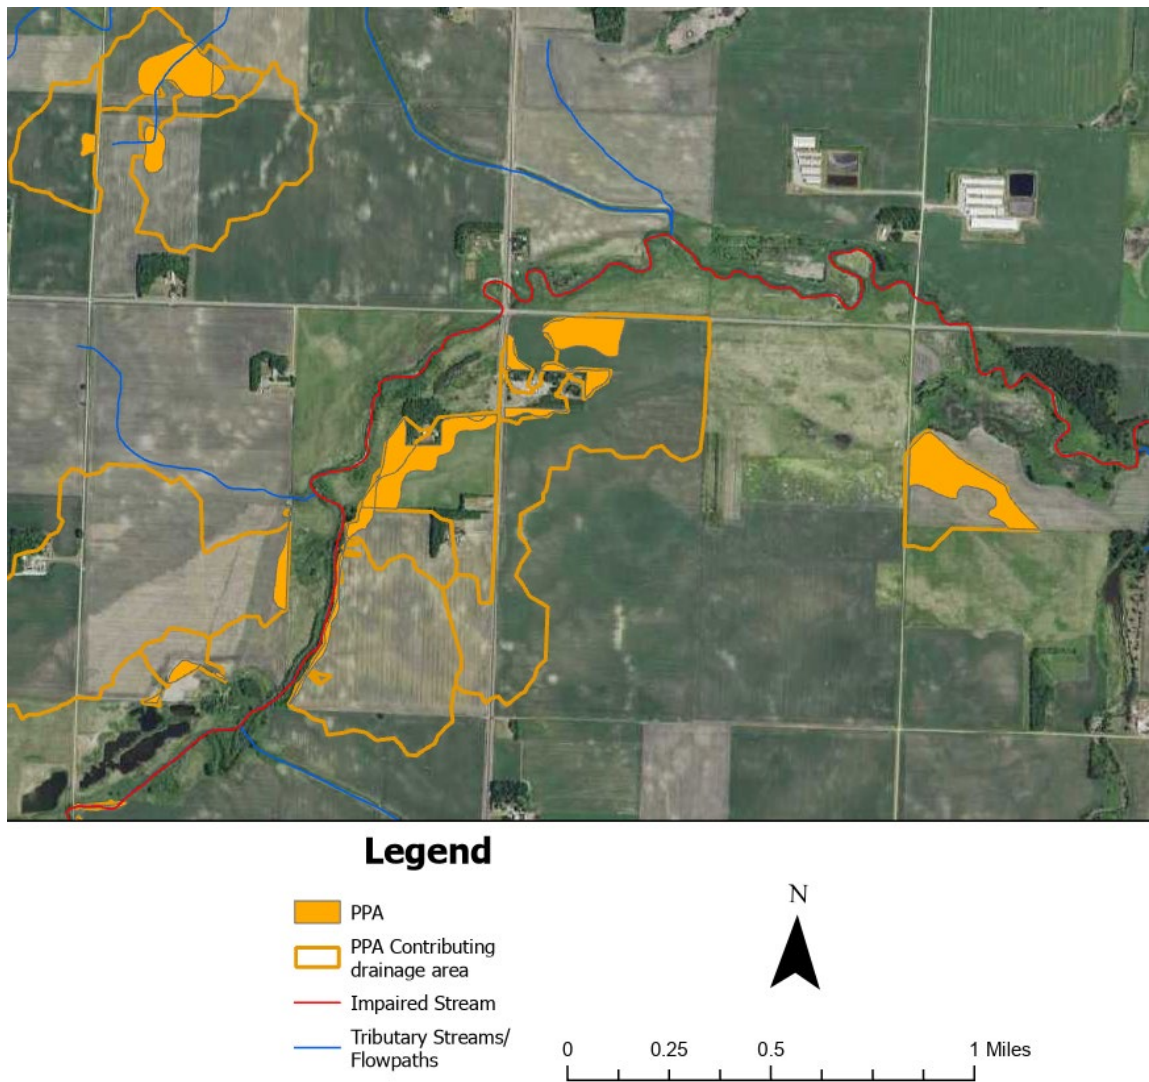 Legend
PPA
PPA Contributing
drainage area
Impaired Stream
Tributary Streams/
Flowpaths
N
0 0.25 0.5 1 Miles